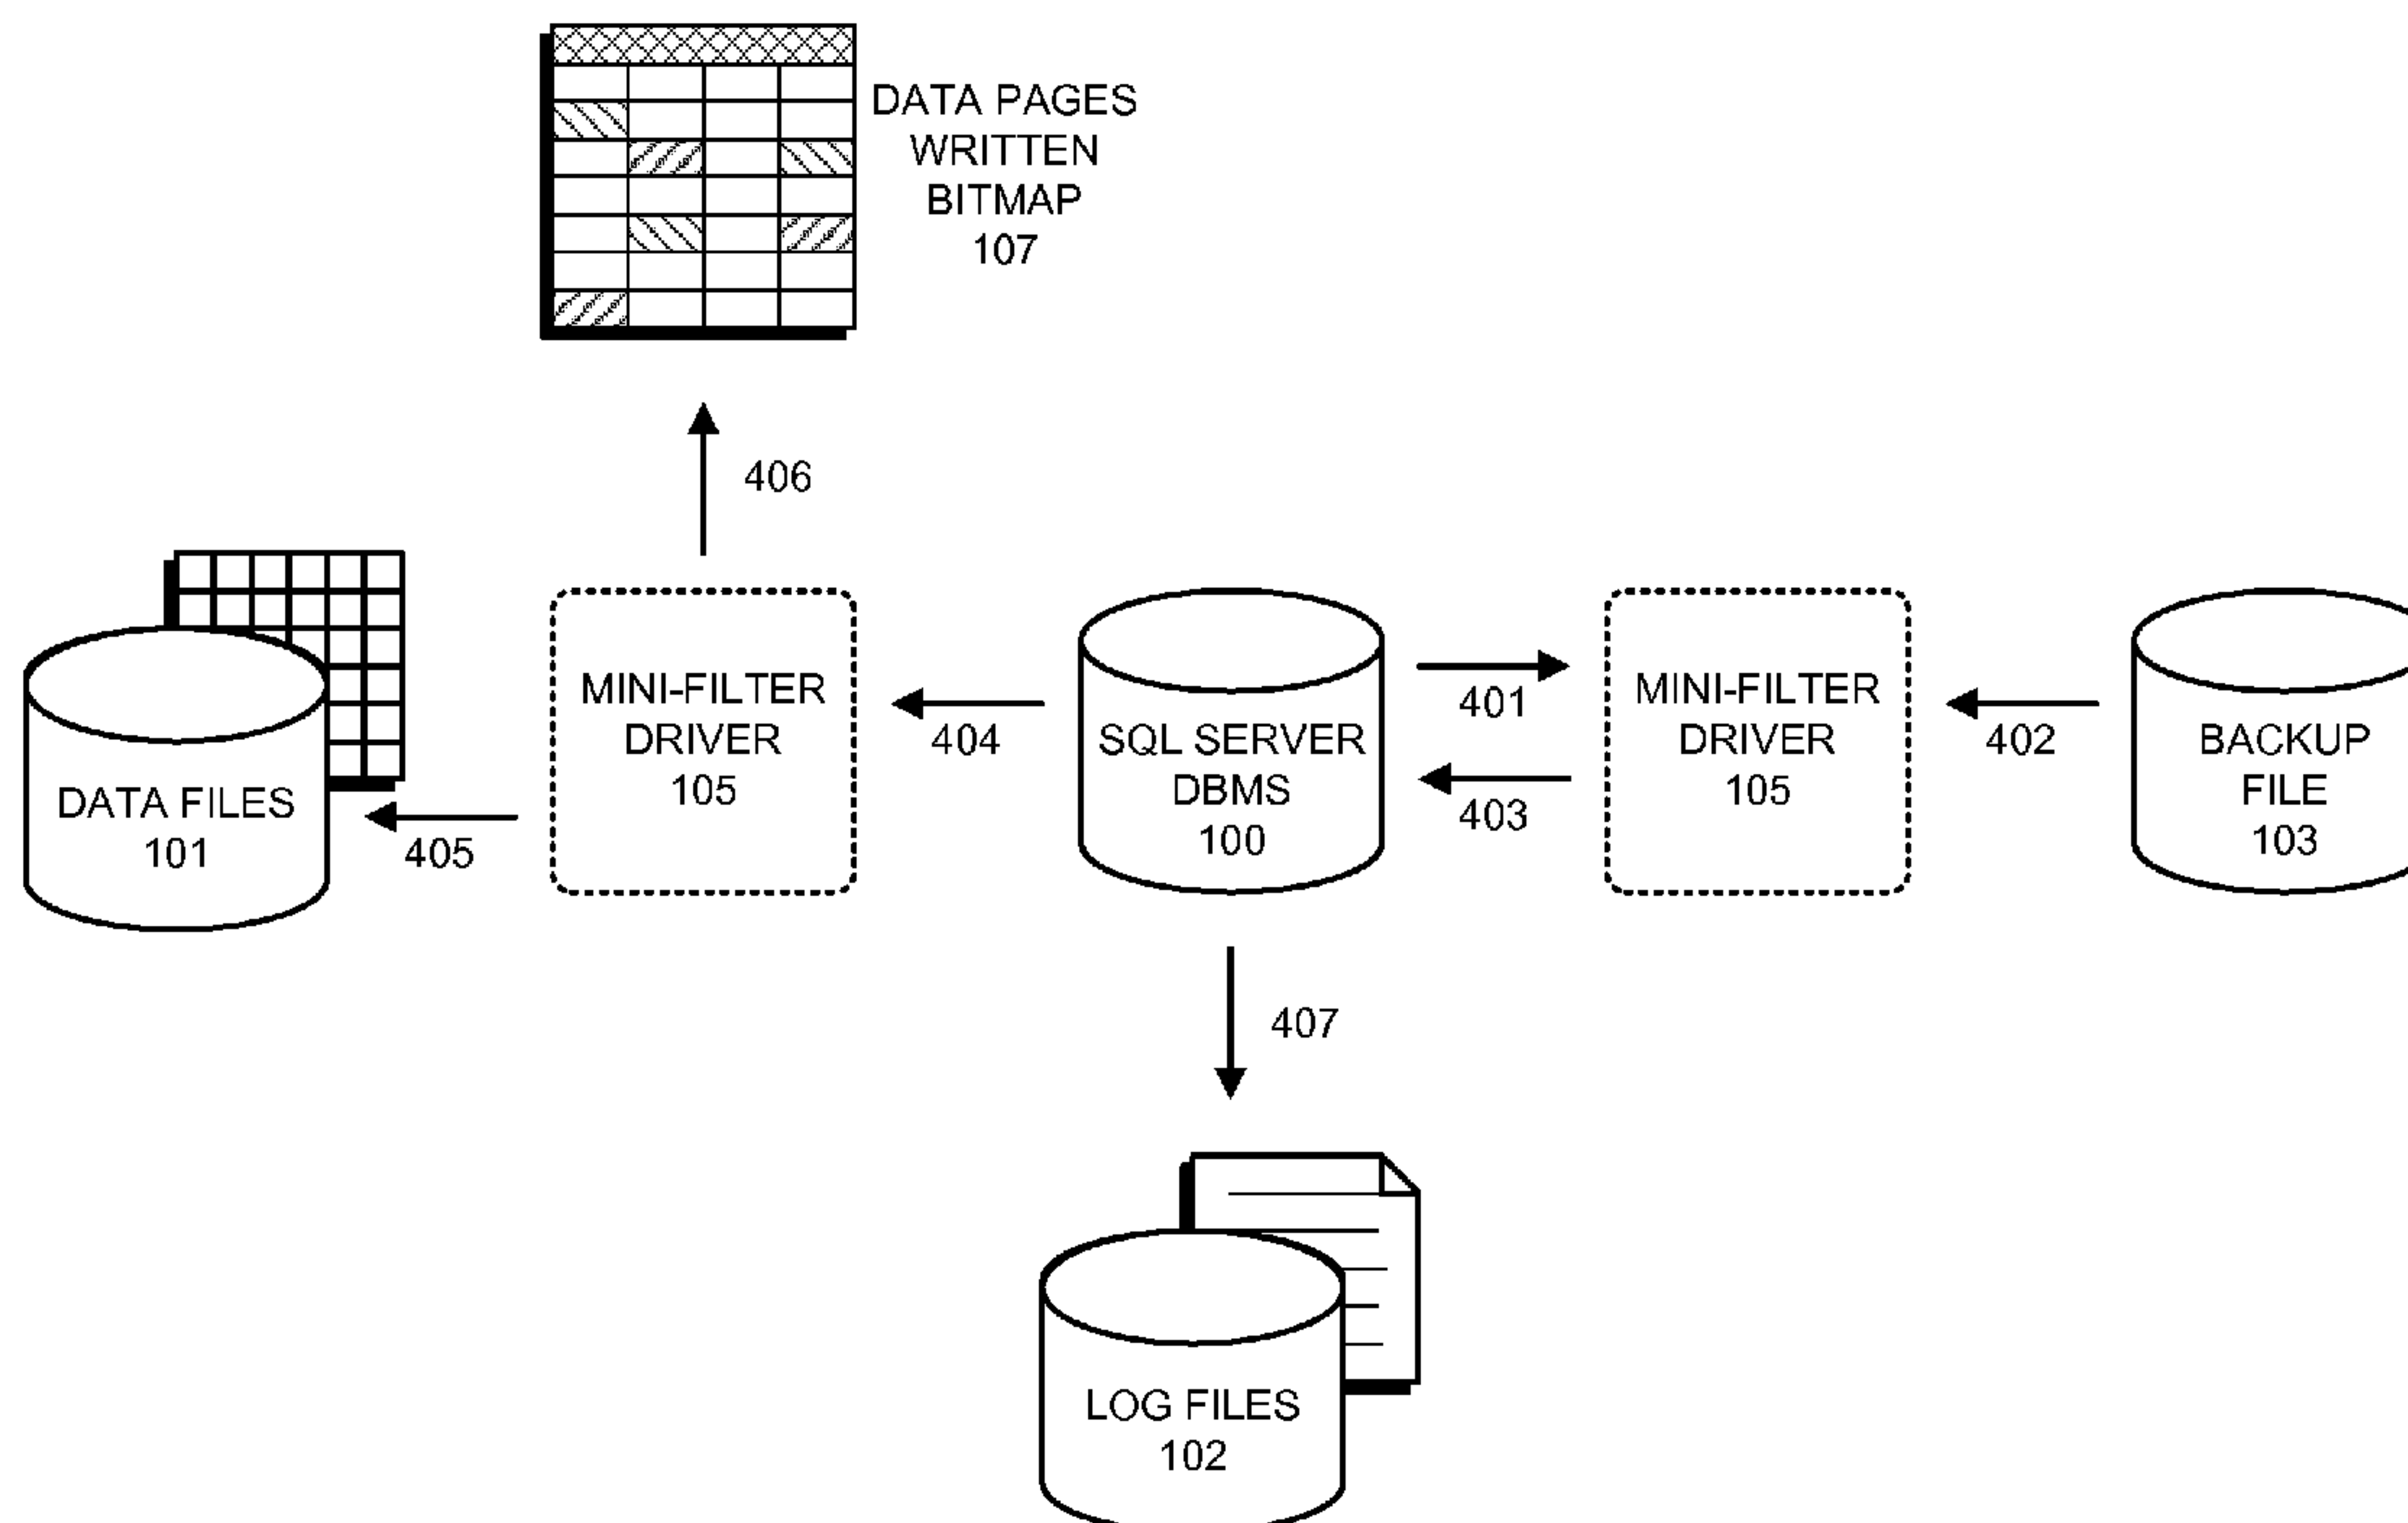 DATA PAGES
WRITTEN
BITMAP
107
406
MINI-FILTER
DRIVER
105
404
SQL SERVER
DBMS
100
401
403
MINI-FILTER
DRIVER
105
402
BACKUP
FILE
103
DATA FILES
101
405
407
LOG FILES
102